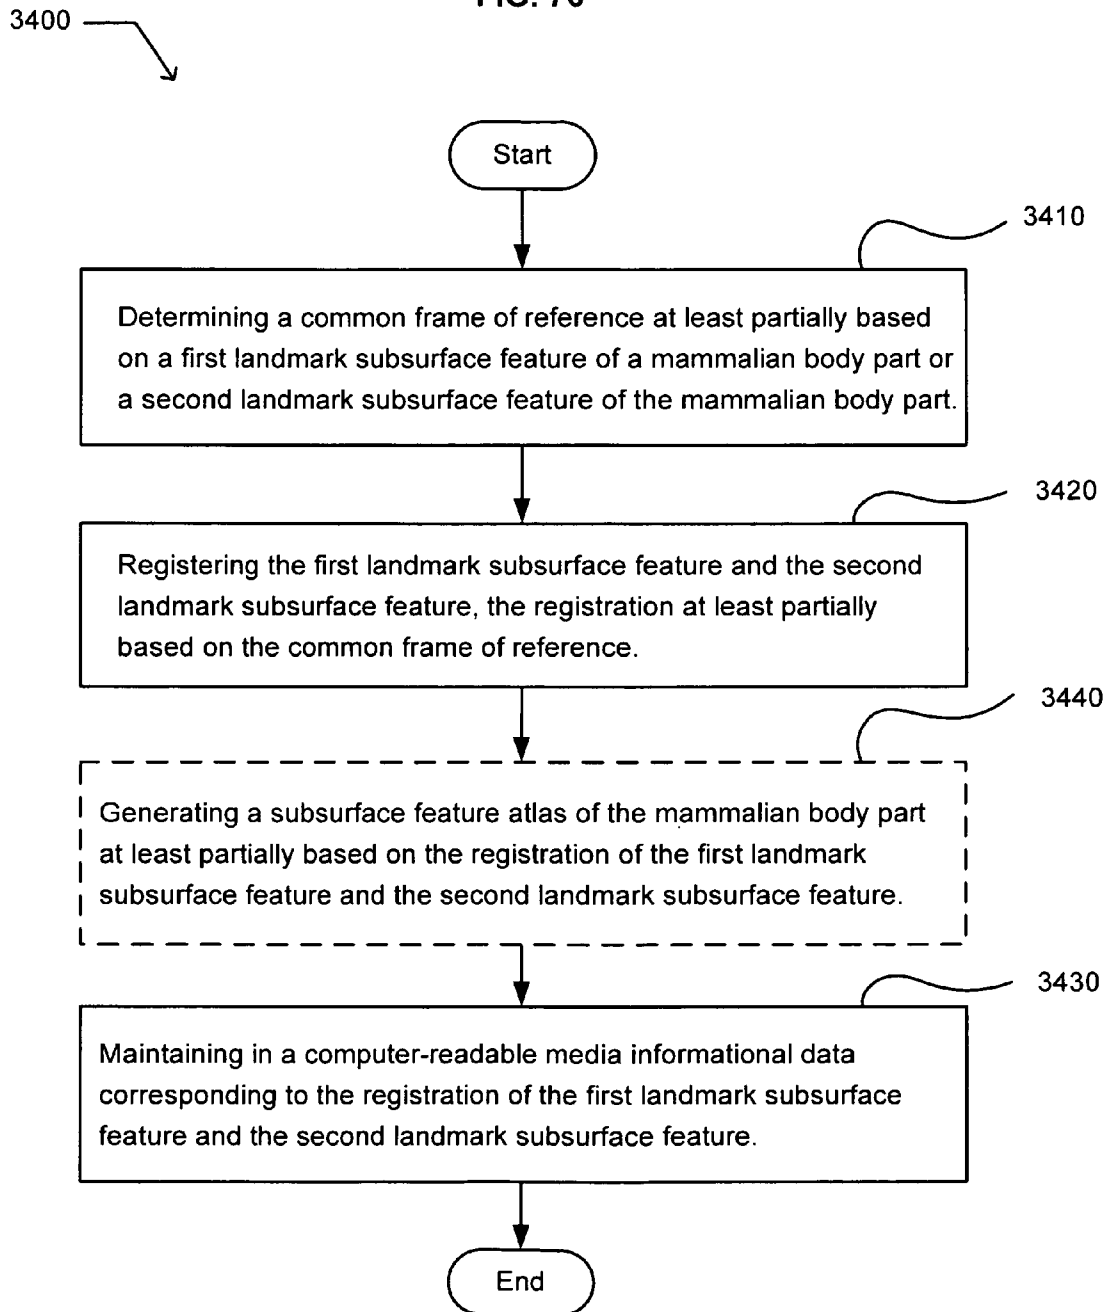 FIG.
3400
Start
3410
Determining a common frame of reference at least partially based
on a first landmark subsurface feature of a mammalian body part or
a second landmark subsurface feature of the mammalian body part.
3420
Registering the first landmark subsurface feature and the second
landmark subsurface feature, the registration at least partially
based on the common frame of reference.
3440
Generating a subsurface feature atlas of the mammalian body part
at least partially based on the registration of the first landmark
subsurface feature and the second landmark subsurface feature.
3430
Maintaining in a computer-readable media informational data
corresponding to the registration of the first landmark subsurface
feature and the second landmark subsurface feature.
End